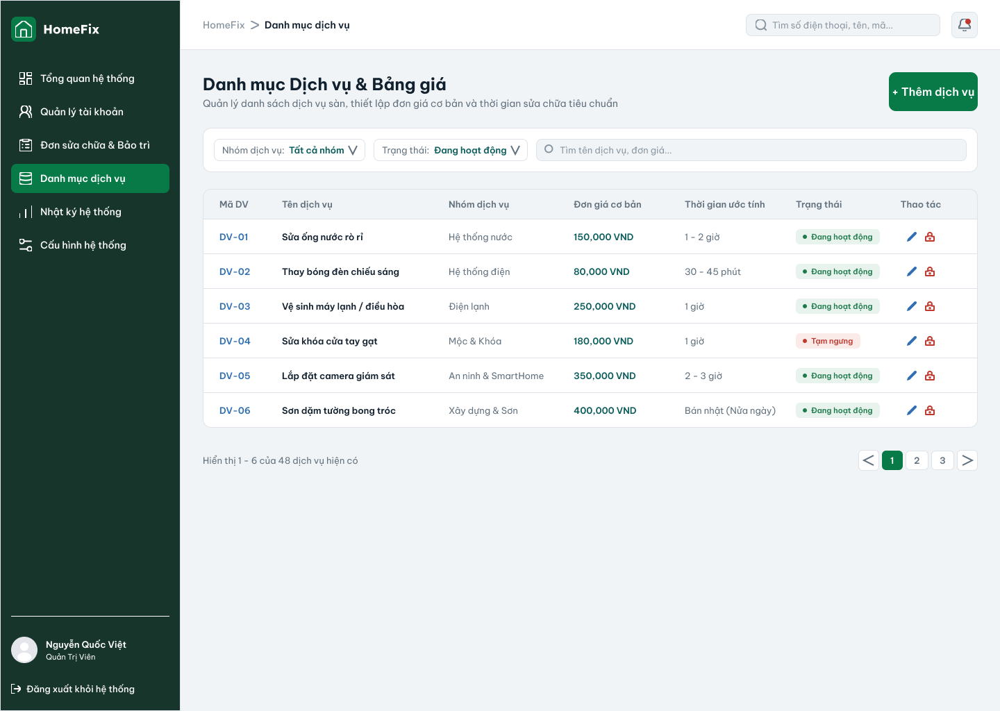 HomeFix
Tổng quan hệ thống
Quản lý tài khoản
Đơn sửa chữa & Bảo trì
Danh mục dịch vụ
Nhật ký hệ thống
Cấu hình hệ thống
Nguyễn Quốc Việt
Quản Trị Viên
Đăng xuất khỏi hệ thống
HomeFix > Danh mục dịch vụ
Tìm số điện thoại, tên, mã...
Danh mục Dịch vụ & Bảng giá
Quản lý danh sách dịch vụ sàn, thiết lập đơn giá cơ bản và thời gian sửa chữa tiêu chuẩn
+ Thêm dịch vụ
Nhóm dịch vụ: Tất cả nhóm
Trạng thái: Đang hoạt động
Tìm tên dịch vụ, đơn giá...
Mã DV Tên dịch vụ Nhóm dịch vụ Đơn giá cơ bản Thời gian ước tính Trạng thái Thao tác
DV-01 Sửa ống nước rò rỉ Hệ thống nước 150,000 VND 1 - 2 giờ Đang hoạt động
DV-02 Thay bóng đèn chiếu sáng Hệ thống điện 80,000 VND 30 - 45 phút Đang hoạt động
DV-03 Vệ sinh máy lạnh / điều hòa Điện lạnh 250,000 VND 1 giờ Đang hoạt động
DV-04 Sửa khóa cửa tay gạt Mộc & Khóa 180,000 VND 1 giờ Tạm ngưng
DV-05 Lắp đặt camera giám sát An ninh & SmartHome 350,000 VND 2 - 3 giờ Đang hoạt động
DV-06 Sơn dặm tường bong tróc Xây dựng & Sơn 400,000 VND Bán nhật (Nửa ngày) Đang hoạt động
Hiển thị 1 - 6 của 48 dịch vụ hiện có
< 1 2 3 >